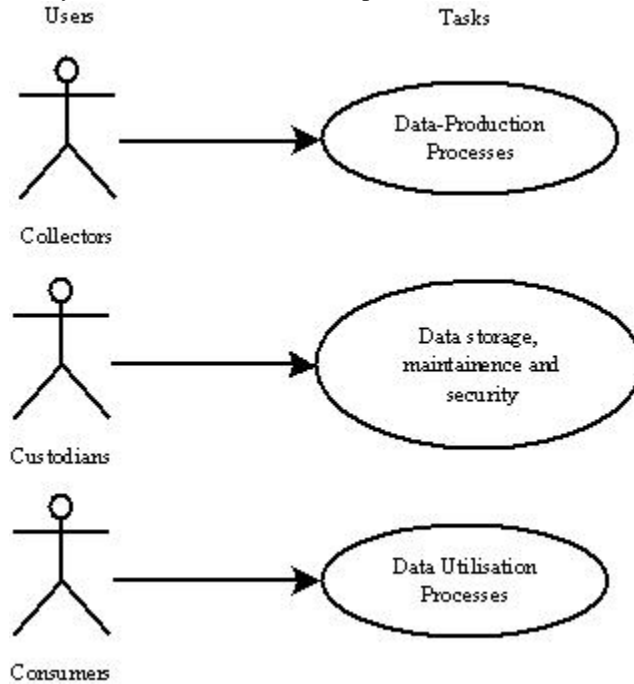 Users Tasks
Data-Production
Processes
Collectors
Data storage,
maintainence and
security
Custodians
Data Utilisation
Processes
Consumers